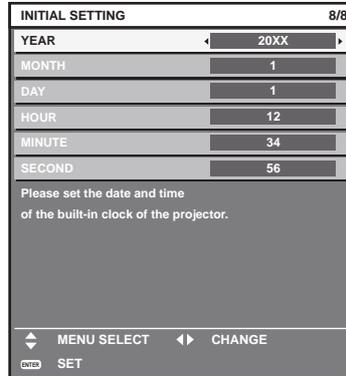 INITIAL SETTING 8/8
YEAR 20XX
MONTH 1
DAY 1
HOUR 12
MINUTE 34
SECOND 56
Please set the date and time
of the built-in clock of the projector.
MENU SELECT CHANGE
ENTER SET